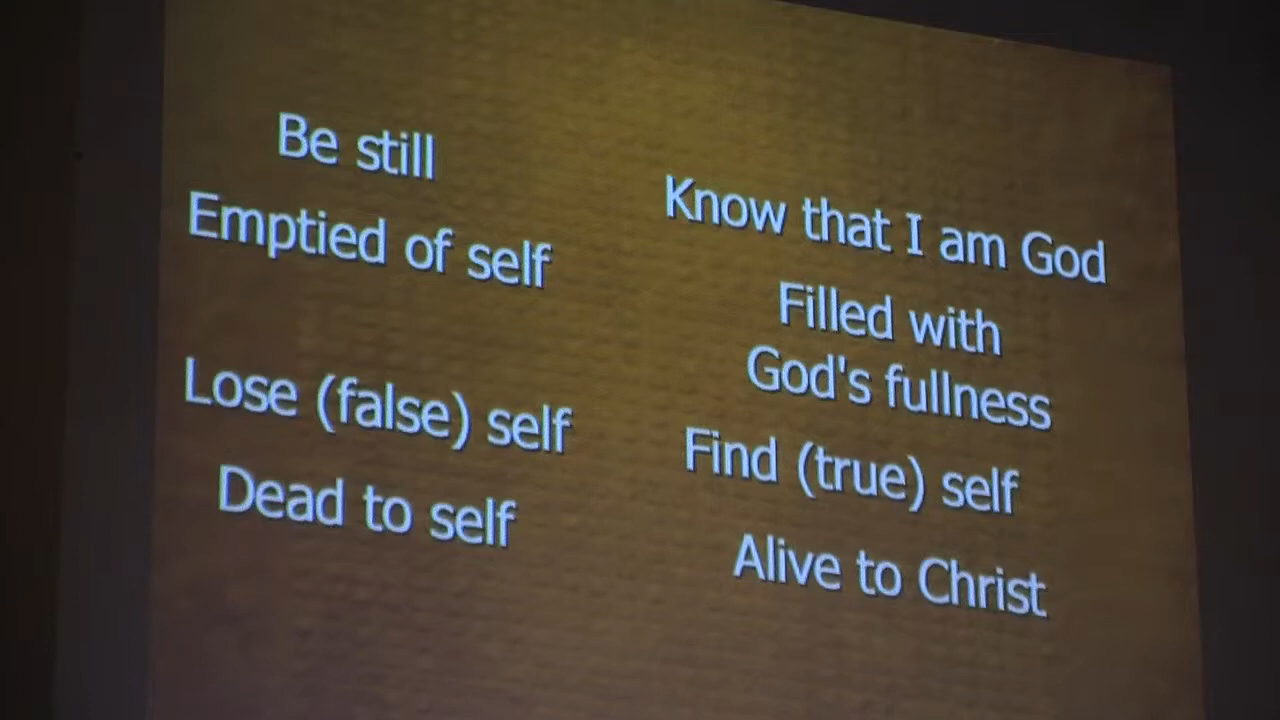 Be still
Know that I am God
Emptied of self
Filled with
God's fullness
Lose (false) self
Find (true) self
Dead to self
Alive to Christ